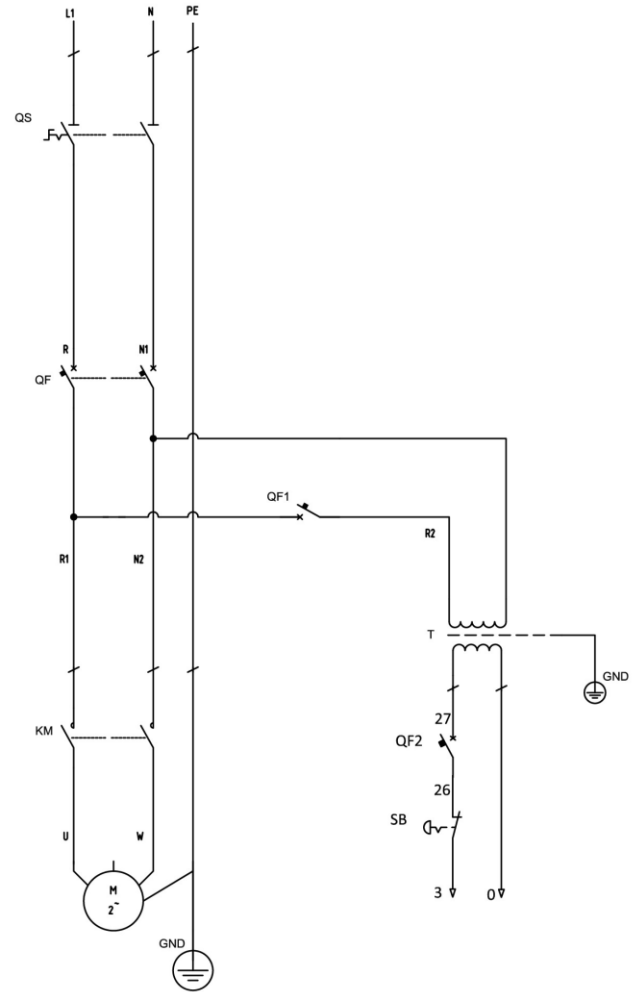 L1 N PE
QS
R N1
QF
QF1
R2
R1 N2
T
GND
27
QF2
KM
26
SB
U W
M
2~
3 0
GND